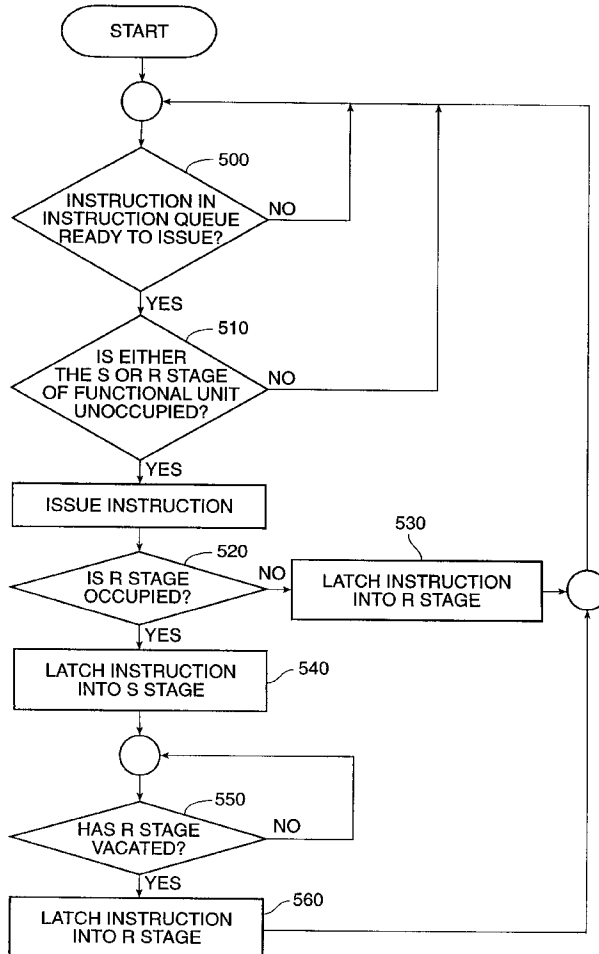 START
500
INSTRUCTION IN
INSTRUCTION QUEUE
READY TO ISSUE?
NO
YES
510
IS EITHER
THE S OR R STAGE
OF FUNCTIONAL UNIT
UNOCCUPIED?
NO
YES
ISSUE INSTRUCTION
520
IS R STAGE
OCCUPIED?
NO
530
LATCH INSTRUCTION
INTO R STAGE
YES
LATCH INSTRUCTION
INTO S STAGE
540
550
HAS R STAGE
VACATED?
NO
YES
560
LATCH INSTRUCTION
INTO R STAGE